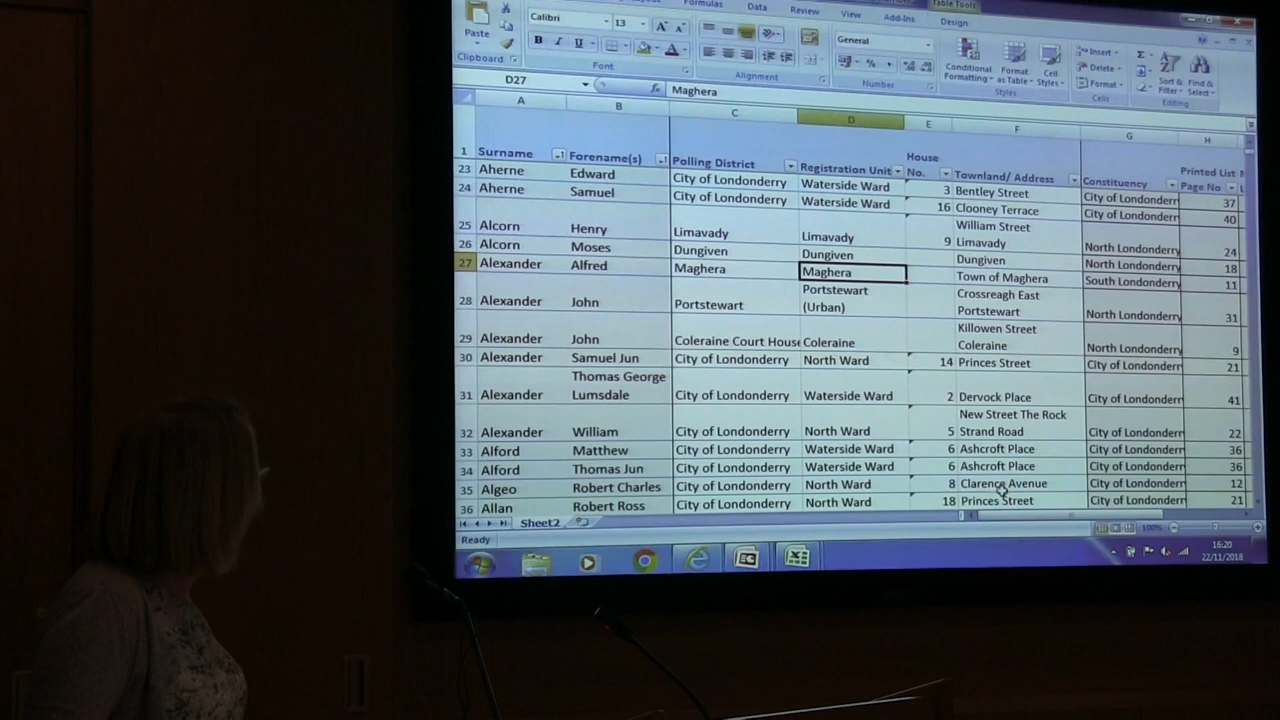 Formulas Data Review View Add-Ins Table Tools Design
Paste Calibri 13 General Conditional Formatting Format as Table Cell Styles Insert Delete Format Sort & Filter Find & Select
Clipboard Font Alignment Number Styles Cells Editing
D27 Maghera
A B C D E F G H
1 Surname Forename(s) Polling District Registration Unit House No. Townland/ Address Constituency Printed List Page No
23 Aherne Edward City of Londonderry Waterside Ward 3 Bentley Street City of Londonderr 37
24 Aherne Samuel City of Londonderry Waterside Ward 16 Clooney Terrace City of Londonderr 40
25 Alcorn Henry Limavady Limavady 9 William Street Limavady North Londonderry 24
26 Alcorn Moses Dungiven Dungiven Dungiven North Londonderry 18
27 Alexander Alfred Maghera Maghera Town of Maghera South Londonderry 11
28 Alexander John Portstewart Portstewart (Urban) Crossreagh East Portstewart North Londonderry 31
29 Alexander John Coleraine Court House Coleraine Killowen Street Coleraine North Londonderry 9
30 Alexander Samuel Jun City of Londonderry North Ward 14 Princes Street City of Londonderr 21
31 Alexander Thomas George Lumsdale City of Londonderry Waterside Ward 2 Dervock Place City of Londonderr 41
32 Alexander William City of Londonderry North Ward 5 New Street The Rock Strand Road City of Londonderr 22
33 Alford Matthew City of Londonderry Waterside Ward 6 Ashcroft Place City of Londonderr 36
34 Alford Thomas Jun City of Londonderry Waterside Ward 6 Ashcroft Place City of Londonderr 36
35 Algeo Robert Charles City of Londonderry North Ward 8 Clarence Avenue City of Londonderr 12
36 Allan Robert Ross City of Londonderry North Ward 18 Princes Street City of Londonderr 21
Sheet2
Ready 100%
16:20
22/11/2018